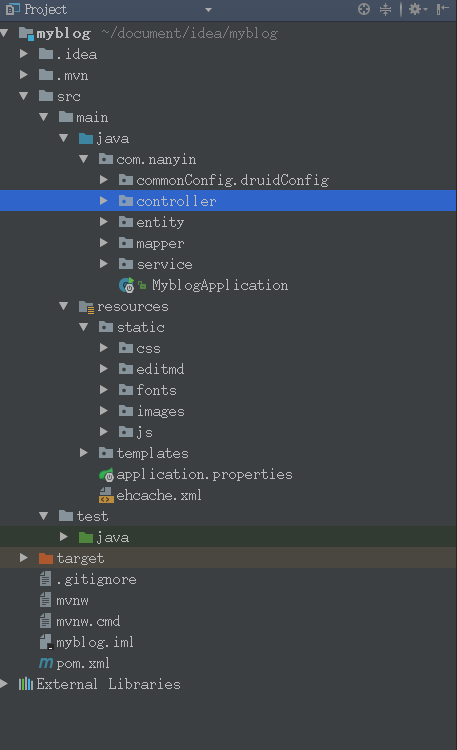 Project
myblog ~/document/idea/myblog
.idea
.mvn
src
main
java
com.nanyin
commonConfig.druidConfig
controller
entity
mapper
service
MyblogApplication
resources
static
css
editmd
fonts
images
js
templates
application.properties
ehcache.xml
test
java
target
.gitignore
mvnw
mvnw.cmd
myblog.iml
pom.xml
External Libraries